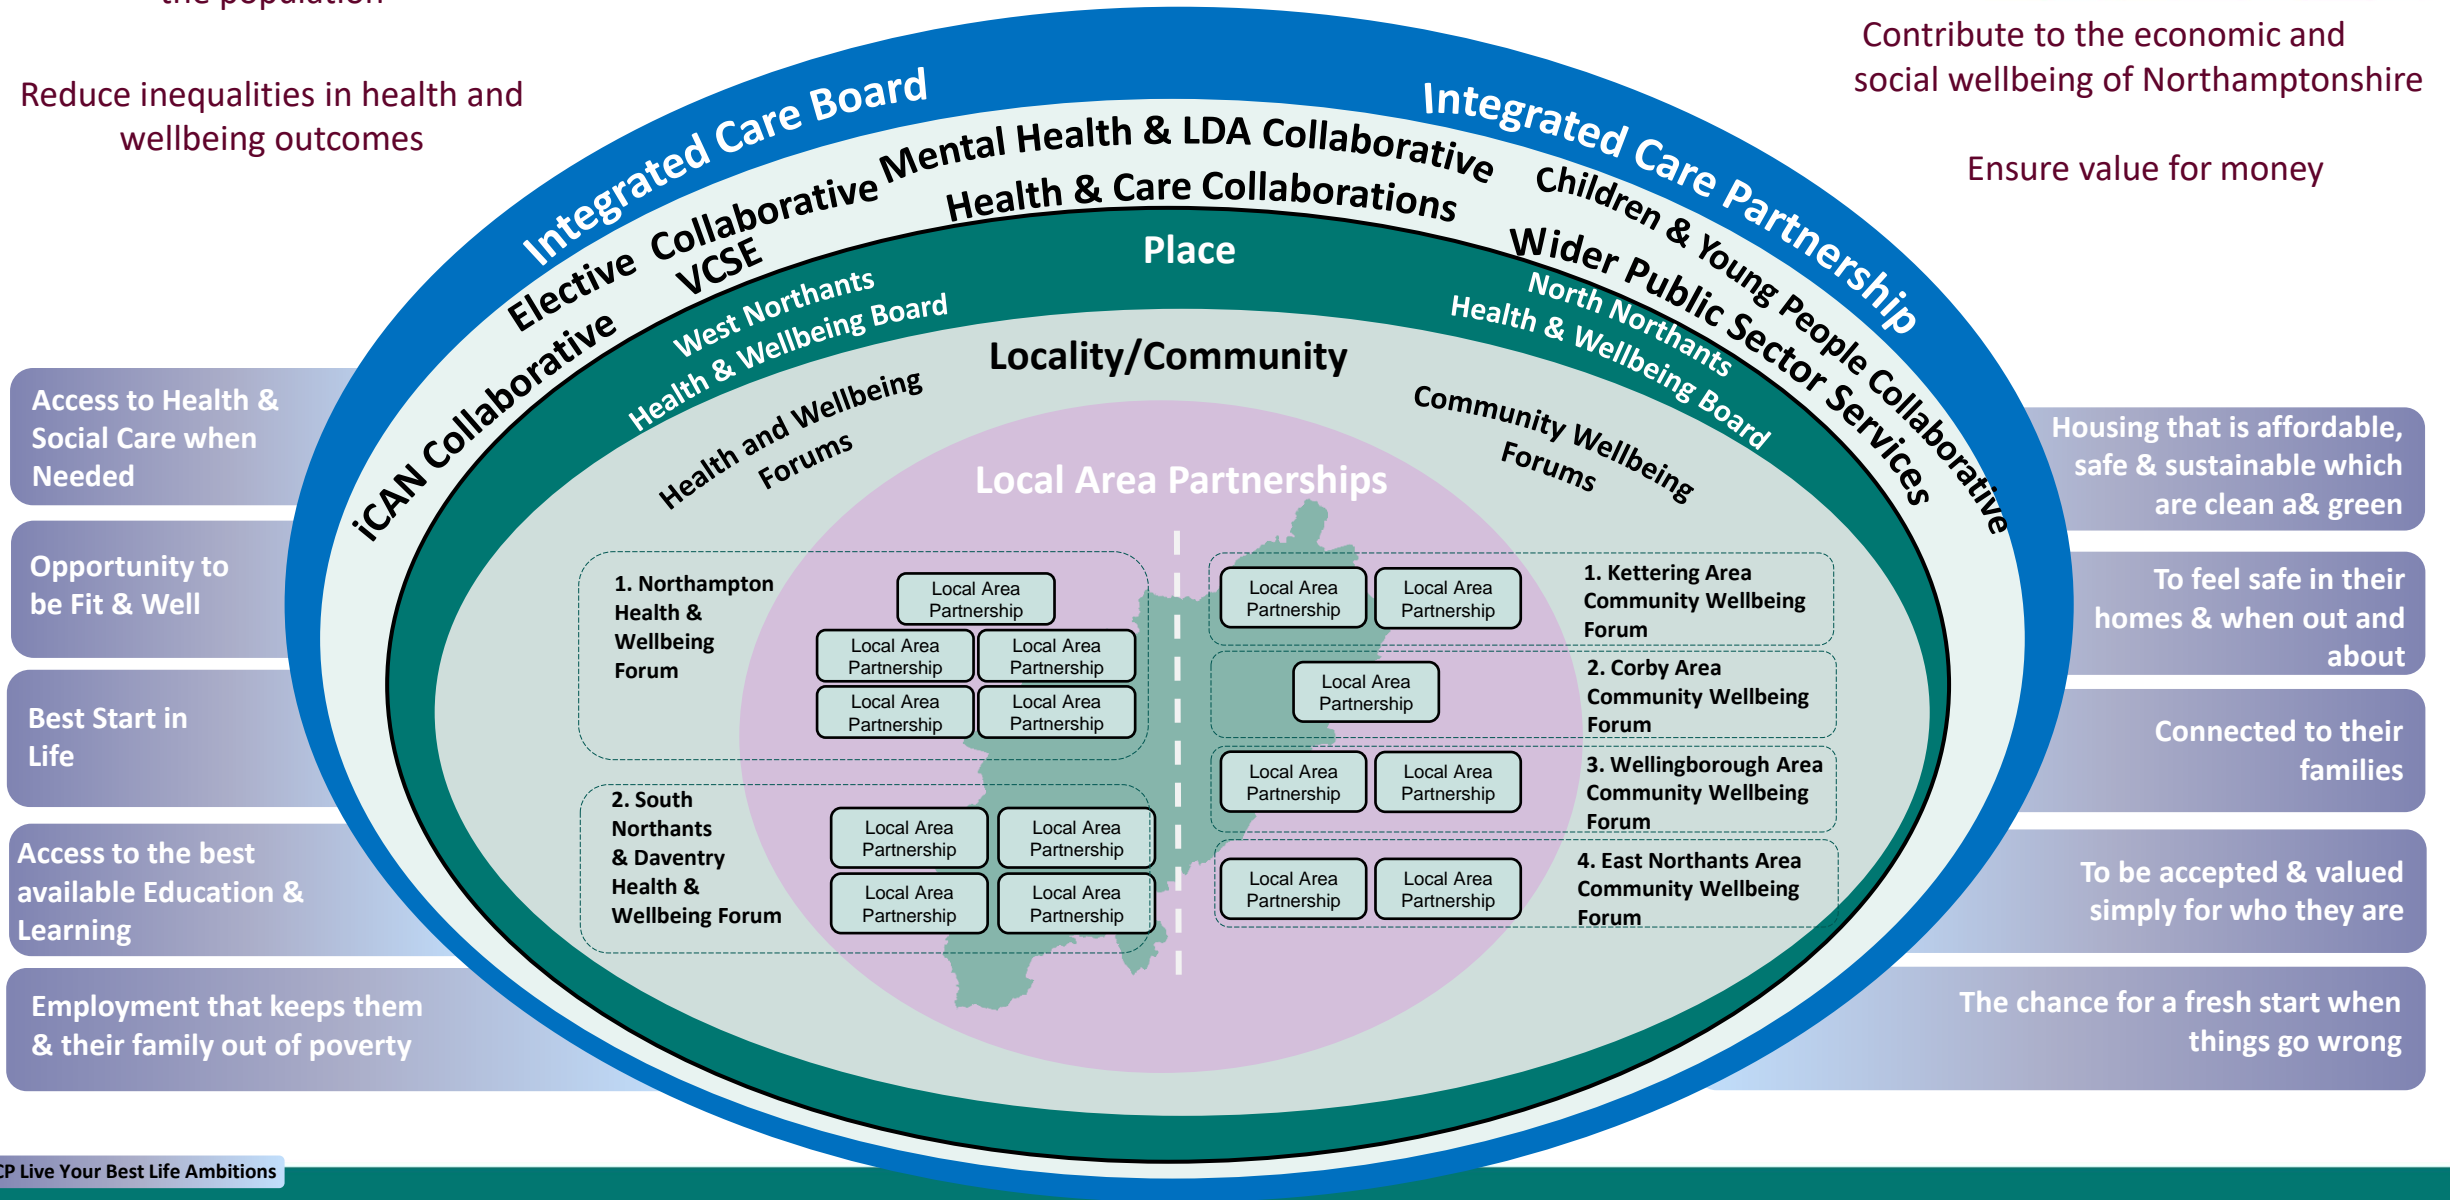 the population
Reduce inequalities in health and
wellbeing outcomes
Contribute to the economic and
social wellbeing of Northamptonshire
Ensure value for money
Integrated Care Board
Integrated Care Partnership
iCAN Collaborative
Elective Collaborative
VCSE
Mental Health & LDA Collaborative
Health & Care Collaborations
Children & Young People Collaborative
Wider Public Sector Services
Place
West Northants
Health & Wellbeing Board
North Northants
Health & Wellbeing Board
Locality/Community
Health and Wellbeing
Forums
Community Wellbeing
Forums
Local Area Partnerships
1. Northampton
Health &
Wellbeing
Forum
Local Area
Partnership
Local Area
Partnership
Local Area
Partnership
Local Area
Partnership
Local Area
Partnership
2. South
Northants
& Daventry
Health &
Wellbeing Forum
Local Area
Partnership
Local Area
Partnership
Local Area
Partnership
Local Area
Partnership
Local Area
Partnership
Local Area
Partnership
1. Kettering Area
Community Wellbeing
Forum
Local Area
Partnership
2. Corby Area
Community Wellbeing
Forum
Local Area
Partnership
Local Area
Partnership
3. Wellingborough Area
Community Wellbeing
Forum
Local Area
Partnership
Local Area
Partnership
4. East Northants Area
Community Wellbeing
Forum
Access to Health &
Social Care when
Needed
Opportunity to
be Fit & Well
Best Start in
Life
Access to the best
available Education &
Learning
Employment that keeps them
& their family out of poverty
Housing that is affordable,
safe & sustainable which
are clean a& green
To feel safe in their
homes & when out and
about
Connected to their
families
To be accepted & valued
simply for who they are
The chance for a fresh start when
things go wrong
CP Live Your Best Life Ambitions